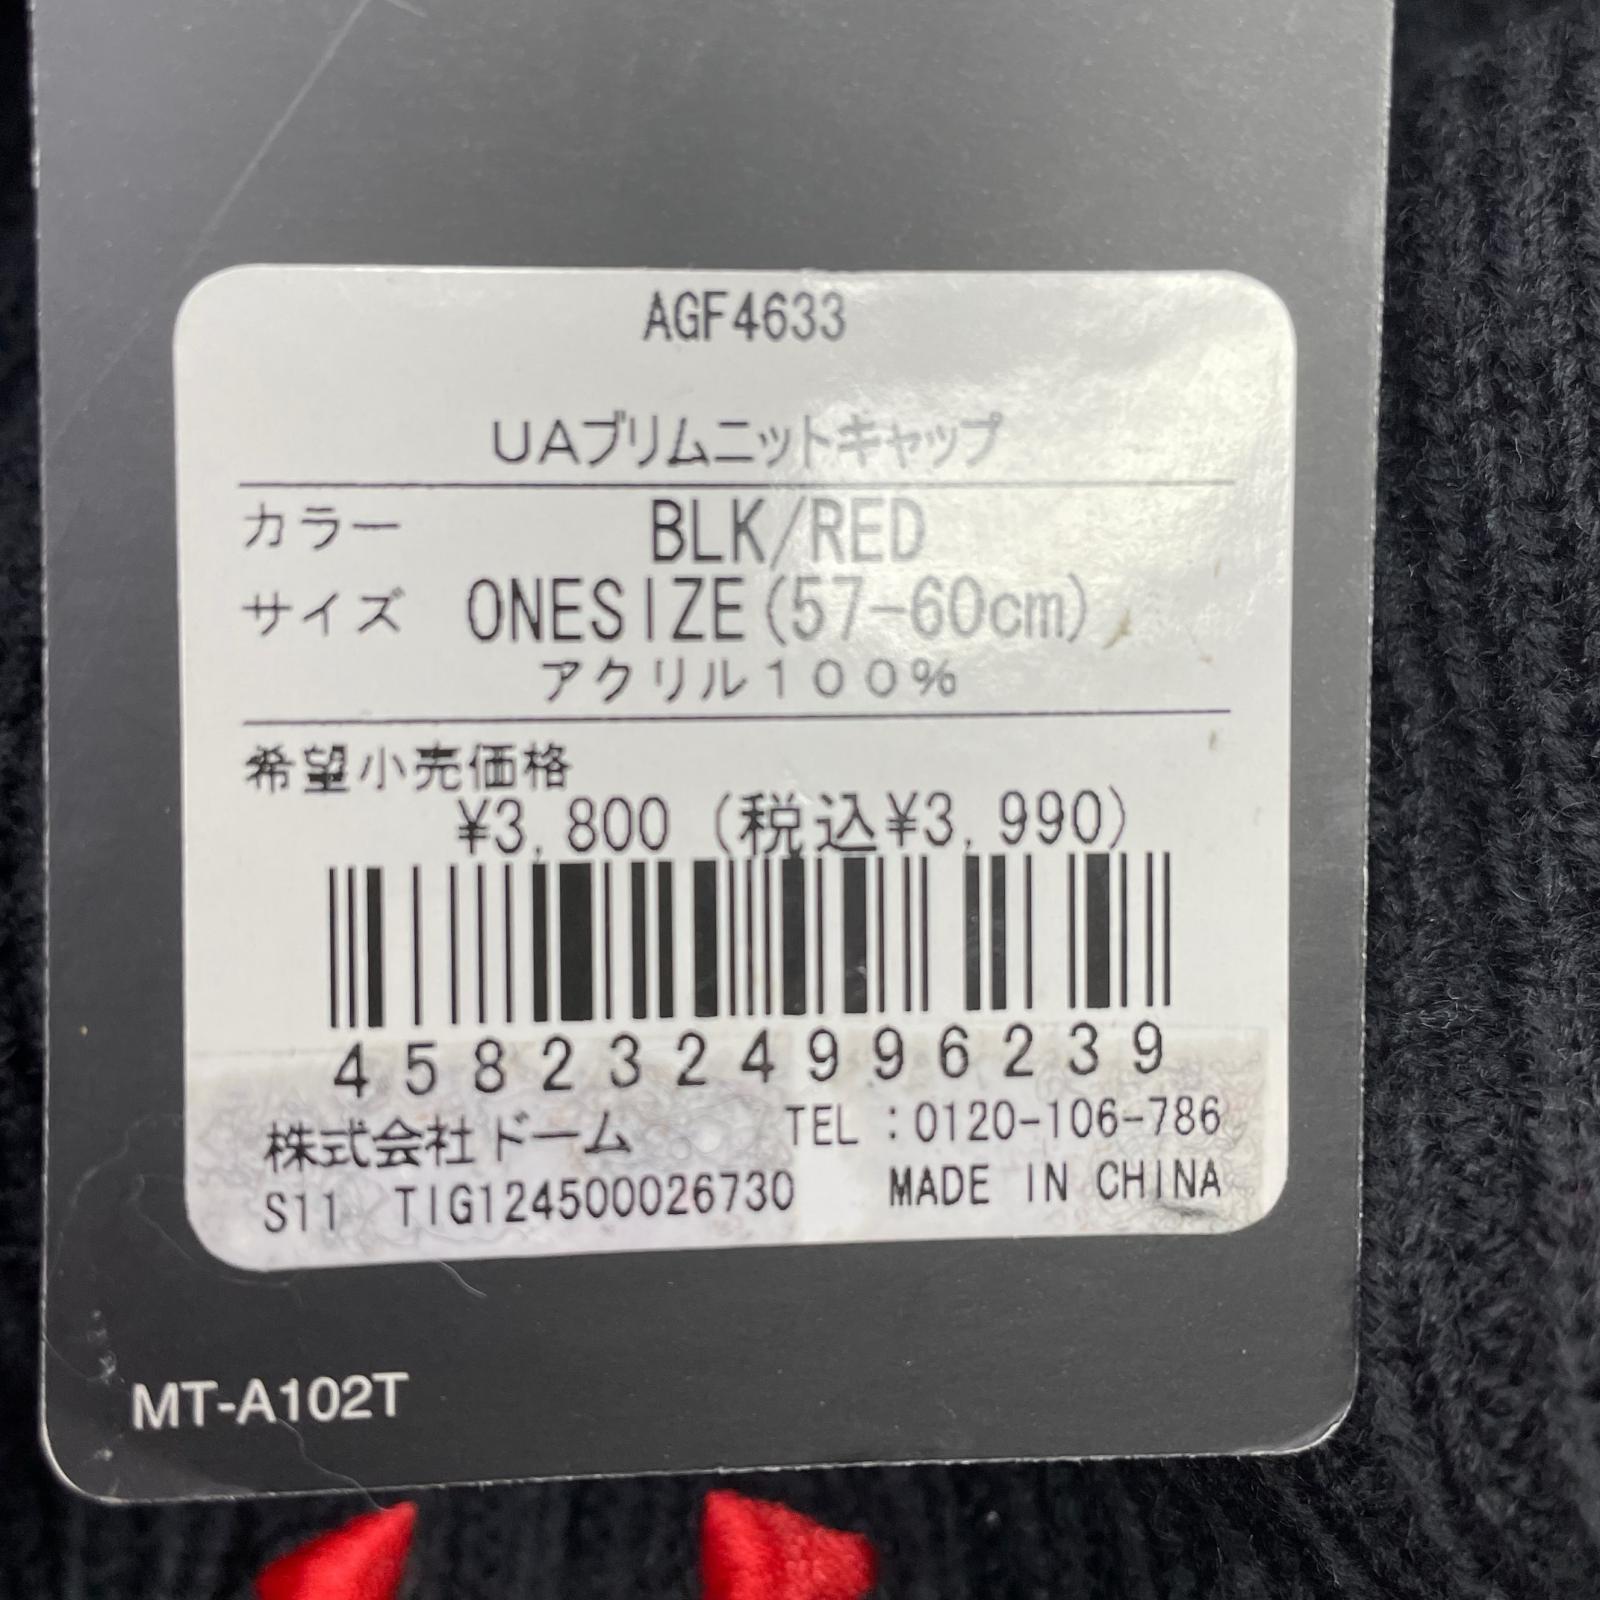 AGF4633
UAブリムニットキャップ
カラー BLK/RED
サイズ ONESIZE(57-60cm)
アクリル100%
希望小売価格
¥3,800 (税込¥3,990)
4582324996239
株式会社ドーム TEL:0120-106-786
S11 TIG124500026730 MADE IN CHINA
MT-A102T